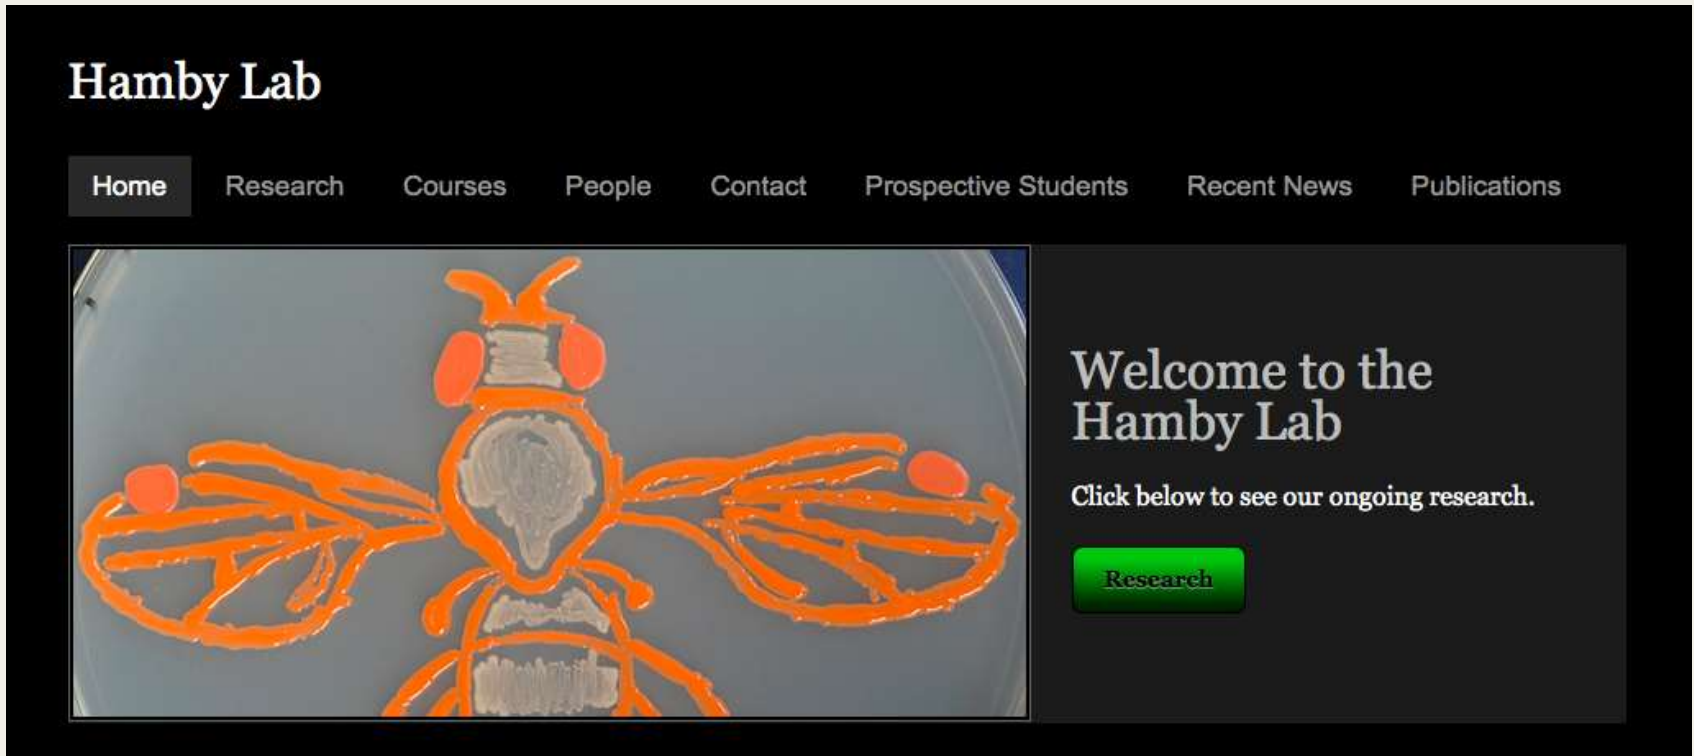 Hamby Lab
Home Research Courses People Contact Prospective Students Recent News Publications
Welcome to the
Hamby Lab
Click below to see our ongoing research.
Research